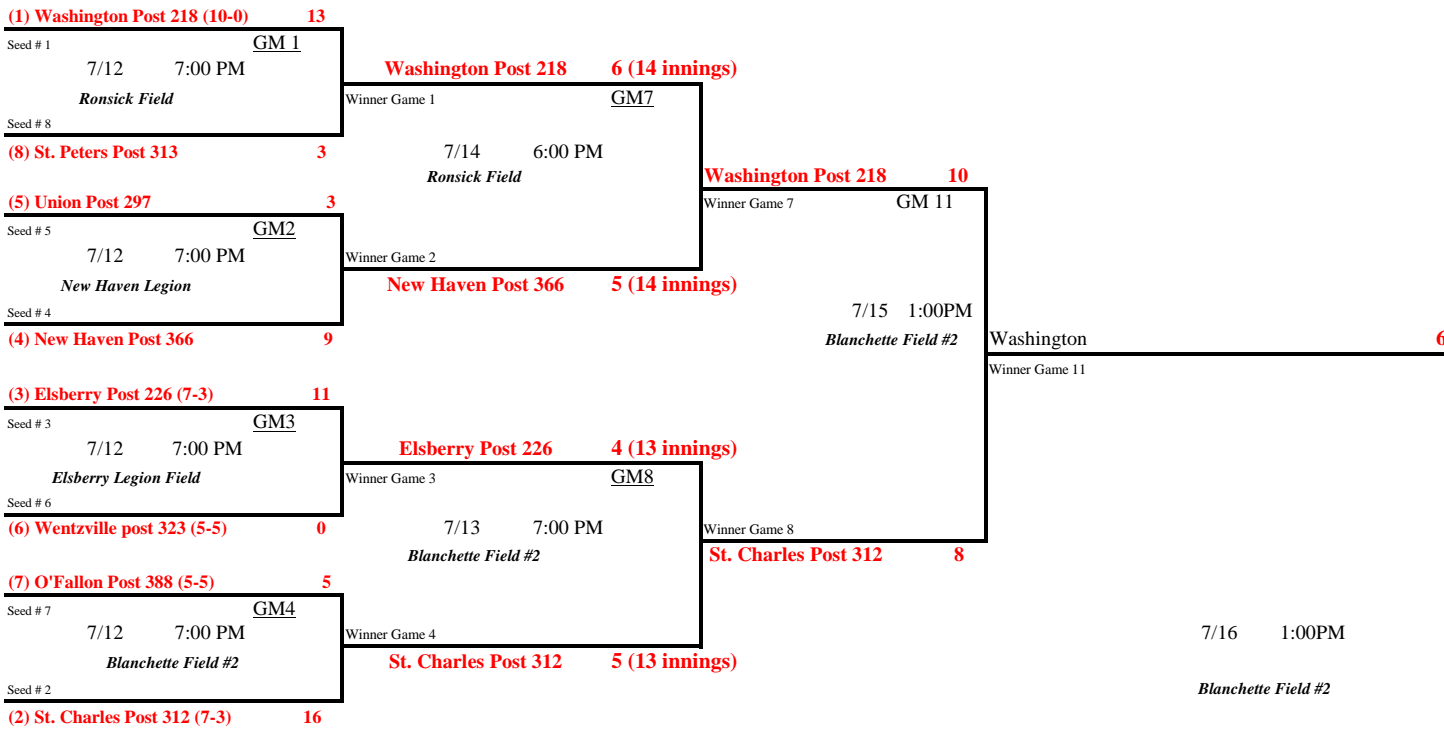 (1) Washington Post 218 (10-0) 13
Seed # 1 GM 1
7/12 7:00 PM
Ronsick Field
Seed # 8
(8) St. Peters Post 313 3
(5) Union Post 297 3
Seed # 5 GM2
7/12 7:00 PM
New Haven Legion
Seed # 4
(4) New Haven Post 366 9
(3) Elsberry Post 226 (7-3) 11
Seed # 3 GM3
7/12 7:00 PM
Elsberry Legion Field
Seed # 6
(6) Wentzville post 323 (5-5) 0
(7) O'Fallon Post 388 (5-5) 5
Seed # 7 GM4
7/12 7:00 PM
Blanchette Field #2
Seed # 2
(2) St. Charles Post 312 (7-3) 16
Washington Post 218 6 (14 innings)
Winner Game 1 GM7
7/14 6:00 PM
Ronsick Field
Winner Game 2
New Haven Post 366 5 (14 innings)
Elsberry Post 226 4 (13 innings)
Winner Game 3 GM8
7/13 7:00 PM
Blanchette Field #2
Winner Game 4
St. Charles Post 312 5 (13 innings)
Washington Post 218 10
Winner Game 7 GM 11
7/15 1:00PM
Blanchette Field #2
Winner Game 8
St. Charles Post 312 8
Washington 6
Winner Game 11
7/16 1:00PM
Blanchette Field #2